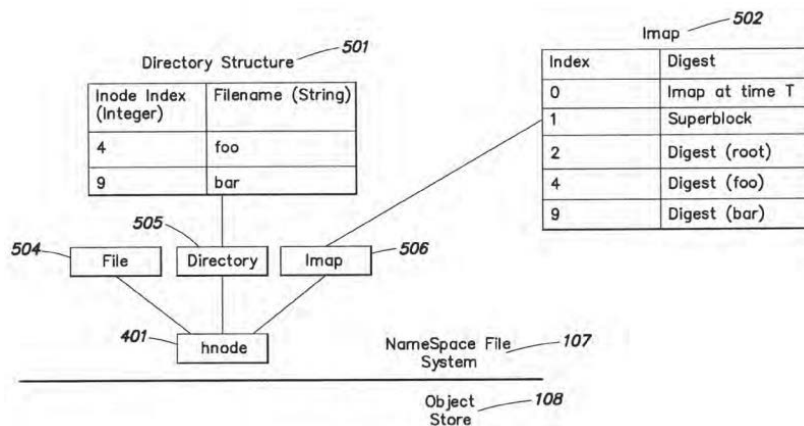 502
501
Imap
Directory Structure
Index Digest
Inode Index Filename (String)
(Integer)
0 Imap at time T
1 Superblock
4 foo
2 Digest (root)
9 bar
4 Digest (foo)
9 Digest (bar)
505
504 File Directory Imap 506
401 hnode
NameSpace File 107
System
Object 108
Store